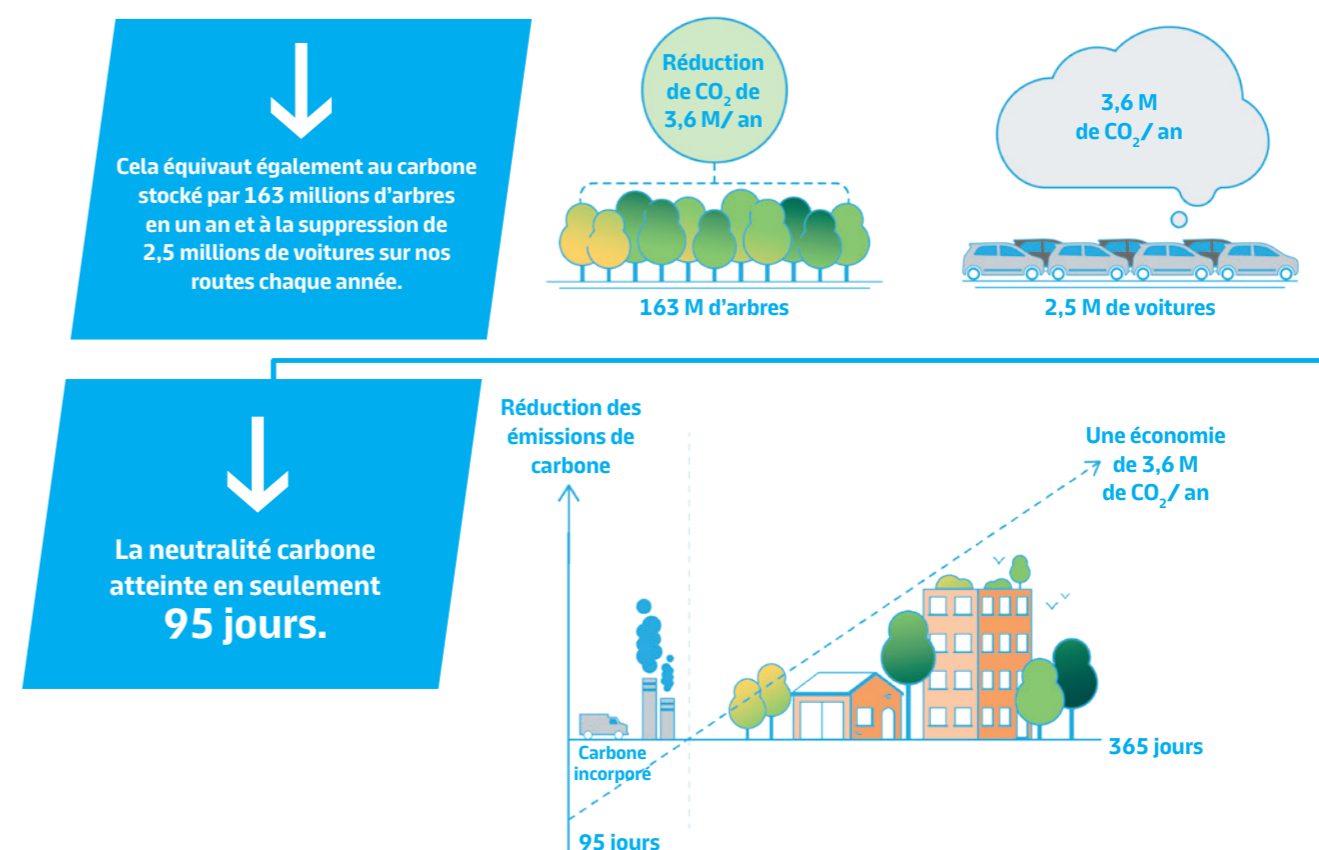 Cela équivaut également au carbone
stocké par 163 millions d'arbres
en un an et à la suppression de
2,5 millions de voitures sur nos
routes chaque année.
Réduction
de CO₂ de
3,6 M/ an
163 M d'arbres
3,6 M
de CO₂/ an
2,5 M de voitures
La neutralité carbone
atteinte en seulement
95 jours.
Réduction des
émissions de
carbone
Une économie
de 3,6 M
de CO₂/ an
Carbone
incorporé
365 jours
95 jours